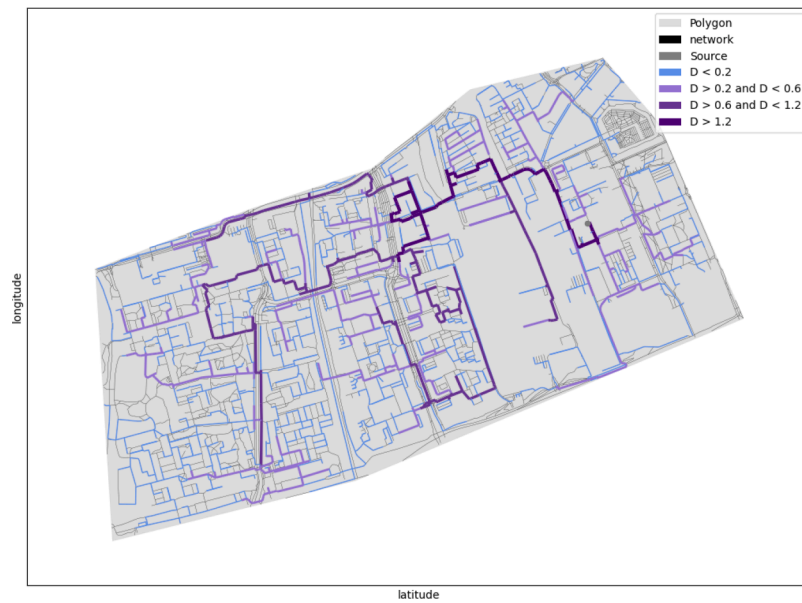 Polygon
network
Source
D < 0.2
D > 0.2 and D < 0.6
D > 0.6 and D < 1.2
D > 1.2
longitude
latitude